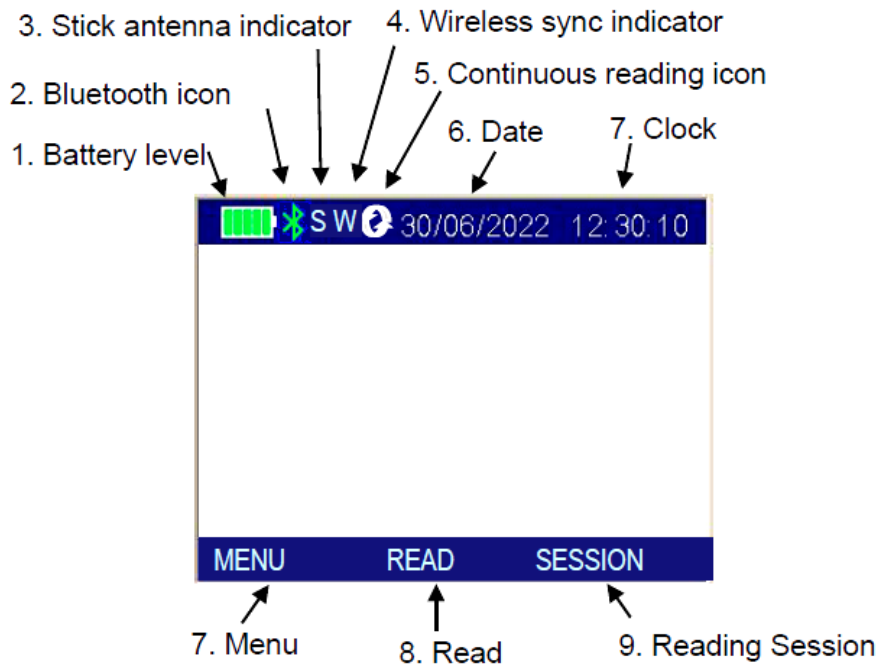 3. Stick antenna indicator
4. Wireless sync indicator
5. Continuous reading icon
2. Bluetooth icon
6. Date
7. Clock
1. Battery level
S W 30/06/2022 12:30:10
MENU READ SESSION
7. Menu
8. Read
9. Reading Session